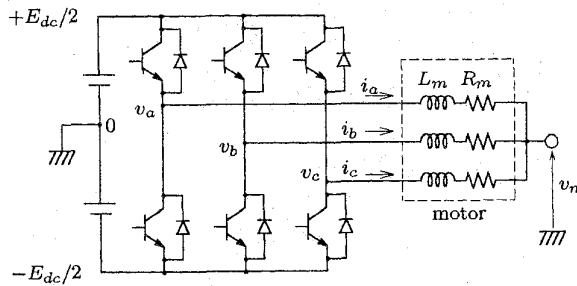 +E_dc/2
i_a
L_m R_m
v_a
0
i_b
v_b
i_c
v_c
v_n
motor
−E_dc/2